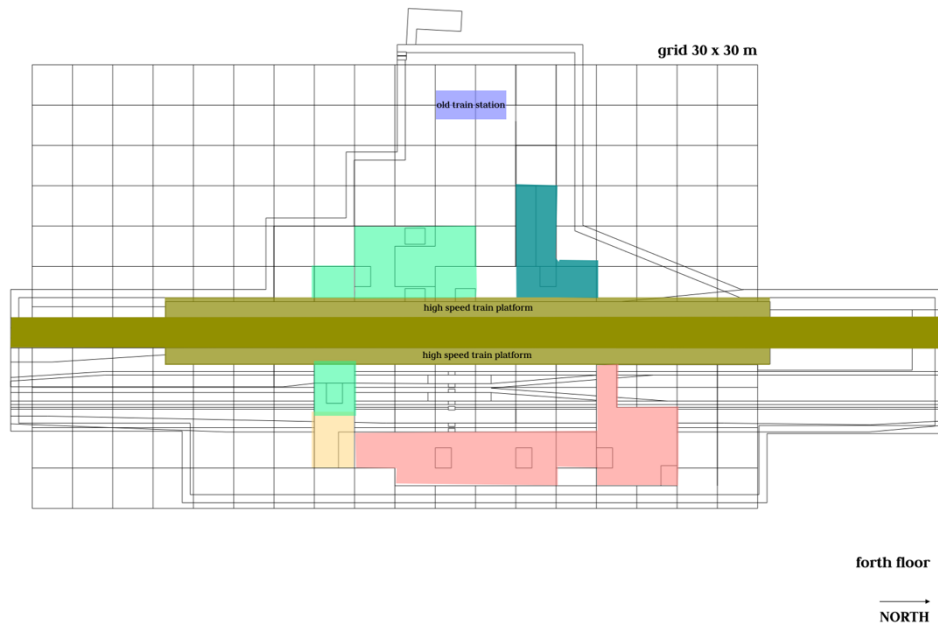 grid 30 x 30 m
old train station
high speed train platform
high speed train platform
forth floor
NORTH